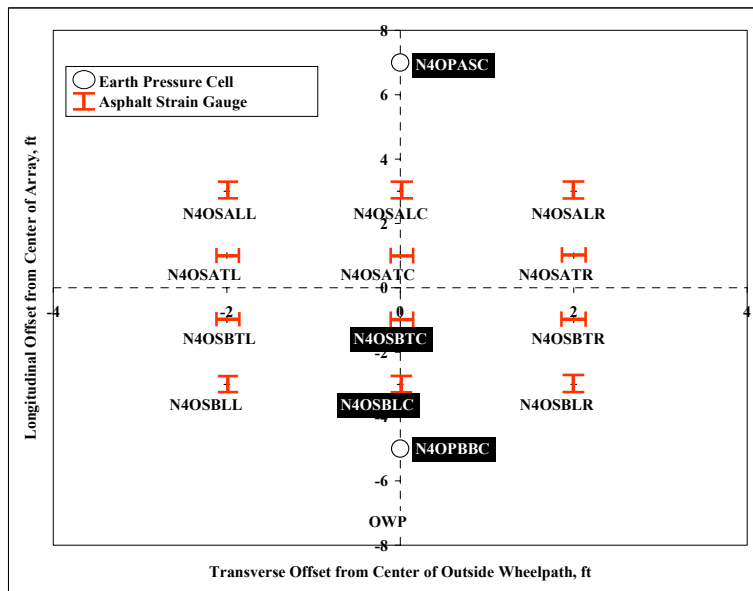 8
N4OPASC
Earth Pressure Cell
Asphalt Strain Gauge
6
4
N4OSALL
N4OSALC
N4OSALR
2
N4OSATL
N4OSATC
N4OSATR
0
-4
-2
0
2
4
N4OSBTL
N4OSBTC
N4OSBTR
-2
N4OSBLL
N4OSBLC
N4OSBLR
-4
N4OPBBC
-6
OWP
-8
Longitudinal Offset from Center of Array, ft
Transverse Offset from Center of Outside Wheelpath, ft